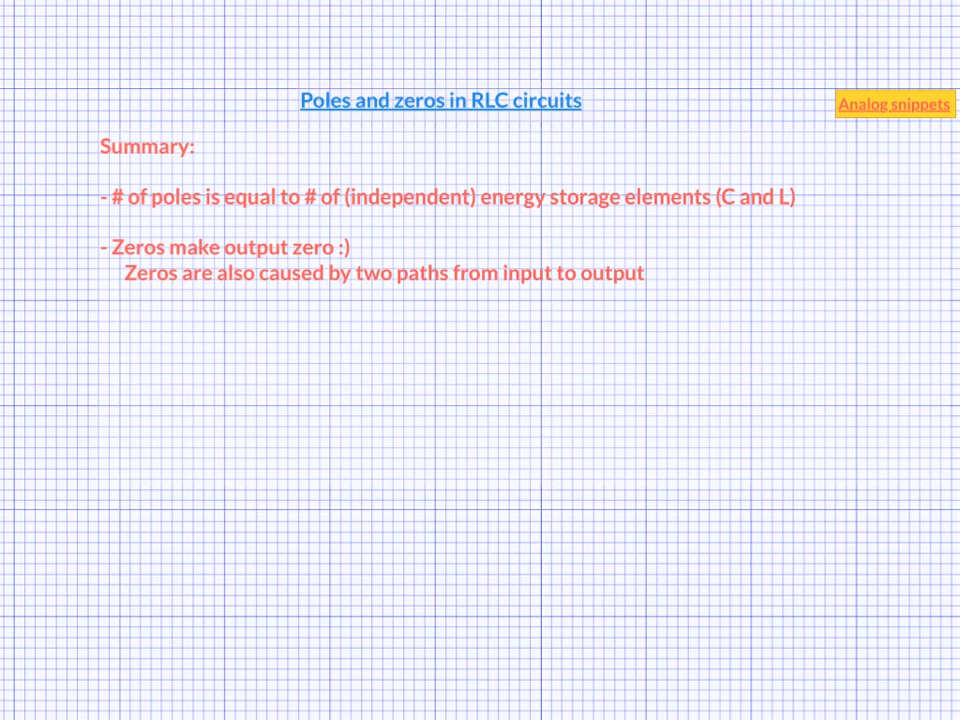 Poles and zeros in RLC circuits
Analog snippets
Summary:
- # of poles is equal to # of (independent) energy storage elements (C and L)
- Zeros make output zero :)
Zeros are also caused by two paths from input to output